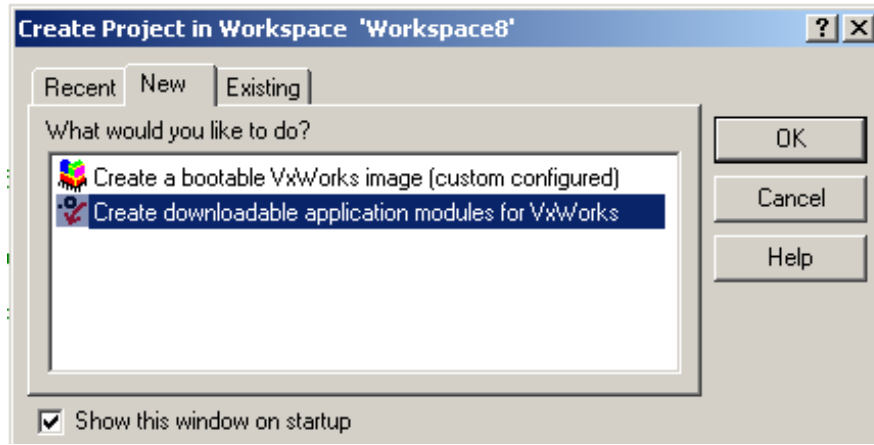 Create Project in Workspace 'Workspace8'
Recent New Existing
What would you like to do?
Create a bootable VxWorks image (custom configured)
Create downloadable application modules for VxWorks
OK
Cancel
Help
Show this window on startup